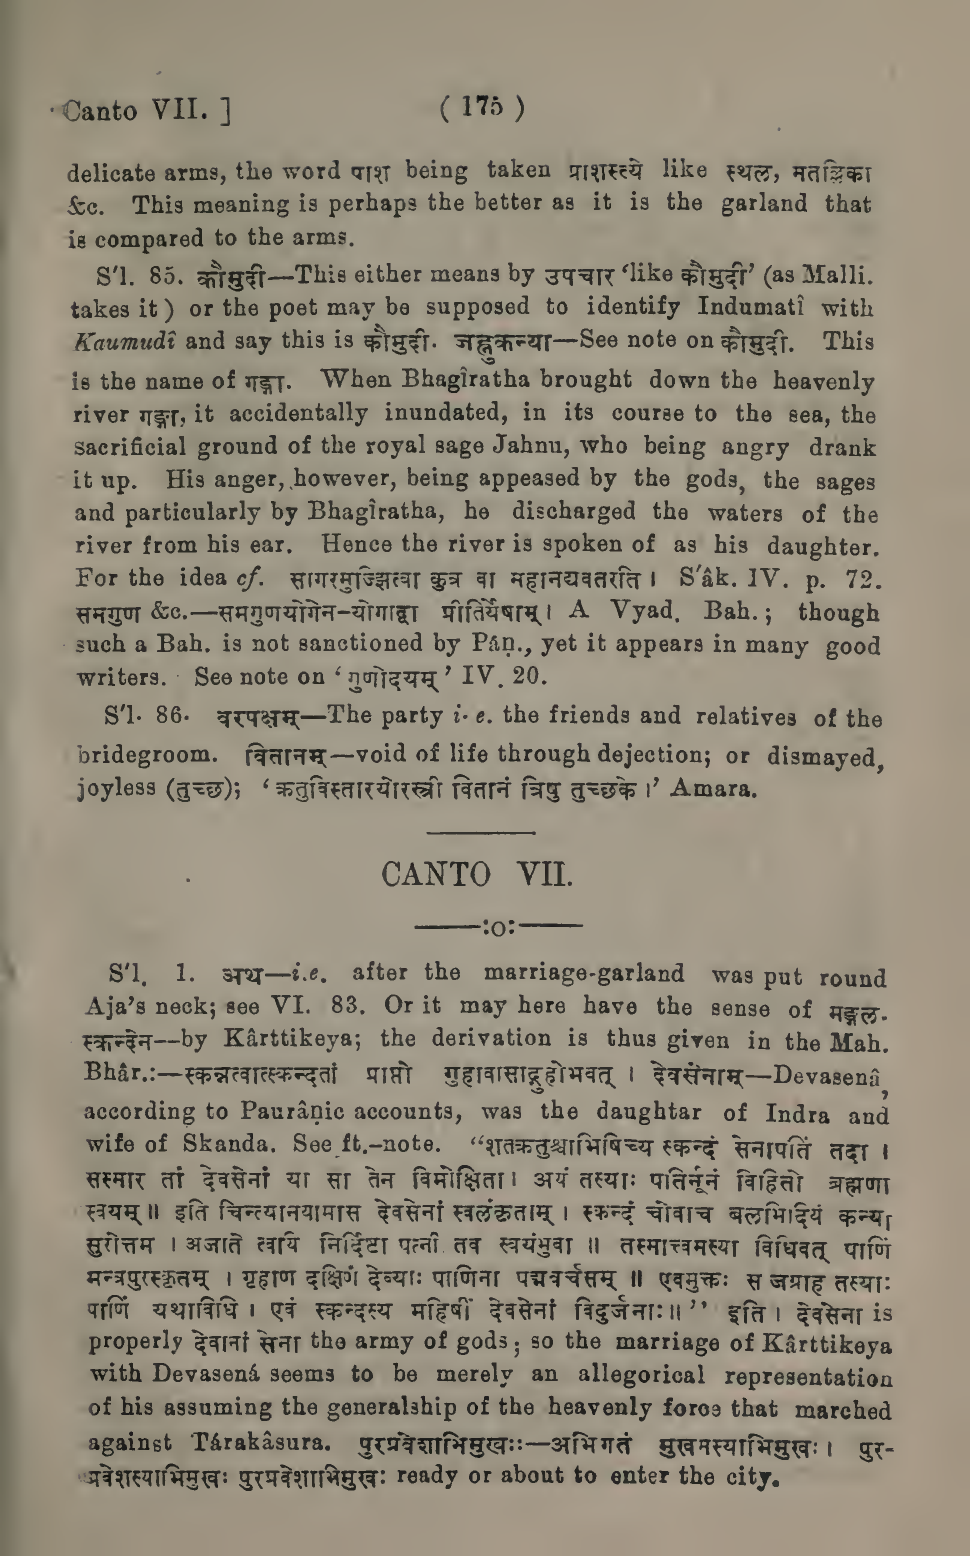 Canto VII. ] ( 175 )
delicate arms, the word पाश being taken प्राशस्त्ये like स्थल, मतल्लिका
&c. This meaning is perhaps the better as it is the garland that
is compared to the arms.
S'l. 85. कौमुदी—This either means by उपचार ‘like कौमुदी’ (as Malli.
takes it ) or the poet may be supposed to identify Indumatî with
Kaumudî and say this is कौमुदी. जह्नुकन्या—See note on कौमुदी. This
is the name of गङ्गा. When Bhagîratha brought down the heavenly
river गङ्गा, it accidentally inundated, in its course to the sea, the
sacrificial ground of the royal sage Jahnu, who being angry drank
it up. His anger, however, being appeased by the gods, the sages
and particularly by Bhagîratha, he discharged the waters of the
river from his ear. Hence the river is spoken of as his daughter.
For the idea cf. सागरमुज्झित्वा कुत्र वा महानद्यवतरति । S'âk. IV. p. 72.
समगुण &c.—समगुणयोगेन-योगाद्वा प्रीतिर्येषाम् । A Vyad. Bah. ; though
such a Bah. is not sanctioned by Páṇ., yet it appears in many good
writers. See note on ‘ गुणोदयम् ’ IV. 20.
S'l. 86. वरपक्षम्—The party i. e. the friends and relatives of the
bridegroom. वितानम्—void of life through dejection; or dismayed,
joyless (तुच्छ); ‘ क्रतुविस्तारयोरस्त्री वितानं त्रिषु तुच्छके ।’ Amara.
CANTO VII.
——:o:——
S'l. 1. अथ—i.e. after the marriage-garland was put round
Aja’s neck; see VI. 83. Or it may here have the sense of मङ्गल.
स्कन्देन--by Kârttikeya; the derivation is thus given in the Mah.
Bhâr.:—स्कन्नत्वात्स्कन्दतां प्राप्तो गुहावासाद्गुहोभवत् । देवसेनाम्—Devasenâ,
according to Paurâṇic accounts, was the daughtar of Indra and
wife of Skanda. See ft.-note. “शतक्रतुश्चाभिषिच्य स्कन्दं सेनापतिं तदा ।
सस्मार तां देवसेनां या सा तेन विमोक्षिता । अयं तस्याः पतिर्नूनं विहितो ब्रह्मणा
स्वयम् ॥ इति चिन्त्यानयामास देवसेनां स्वलंकृताम् । स्कन्दं चोवाच बलभिदियं कन्या
सुरोत्तम । अजाते त्वयि निर्दिष्टा पत्नी तव स्वयंभुवा ॥ तस्मात्त्वमस्या विधिवत् पाणिं
मन्त्रपुरस्कृतम् । गृहाण दक्षिणं देव्याः पाणिना पद्मवर्चसम् ॥ एवमुक्तः स जग्राह तस्याः
पाणिं यथाविधि । एवं स्कन्दस्य महिषीं देवसेनां विदुर्जनाः ॥ ’’ इति । देवसेना is
properly देवानां सेना the army of gods; so the marriage of Kârttikeya
with Devasená seems to be merely an allegorical representation
of his assuming the generalship of the heavenly force that marched
against Tárakâsura. पुरप्रवेशाभिमुखः:—अभिगतं मुखमस्याभिमुखः । पुर-
प्रवेशस्याभिमुखः पुरप्रवेशाभिमुखः ready or about to enter the city.